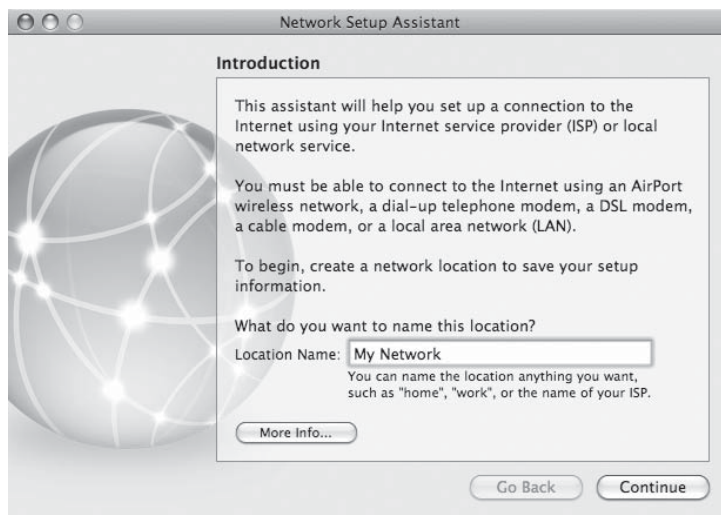 Network Setup Assistant
Introduction
This assistant will help you set up a connection to the
Internet using your Internet service provider (ISP) or local
network service.
You must be able to connect to the Internet using an AirPort
wireless network, a dial-up telephone modem, a DSL modem,
a cable modem, or a local area network (LAN).
To begin, create a network location to save your setup
information.
What do you want to name this location?
Location Name: My Network
You can name the location anything you want,
such as "home", "work", or the name of your ISP.
More Info...
Go Back Continue